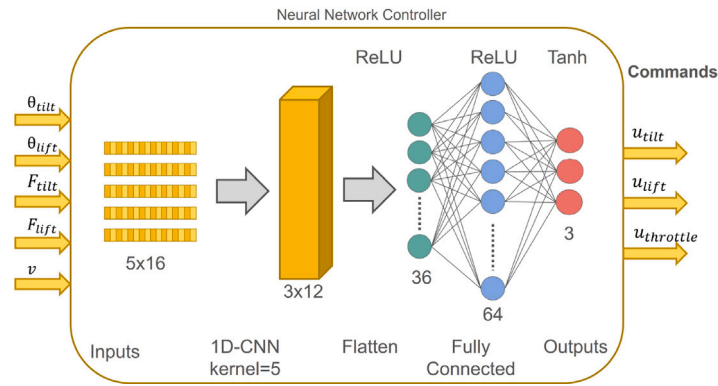 Neural Network Controller
ReLU
ReLU
Tanh
Commands
θ_tilt
θ_lift
F_tilt
F_lift
v
u_tilt
u_lift
u_throttle
5x16
3x12
36
64
3
Inputs
1D-CNN
kernel=5
Flatten
Fully
Connected
Outputs